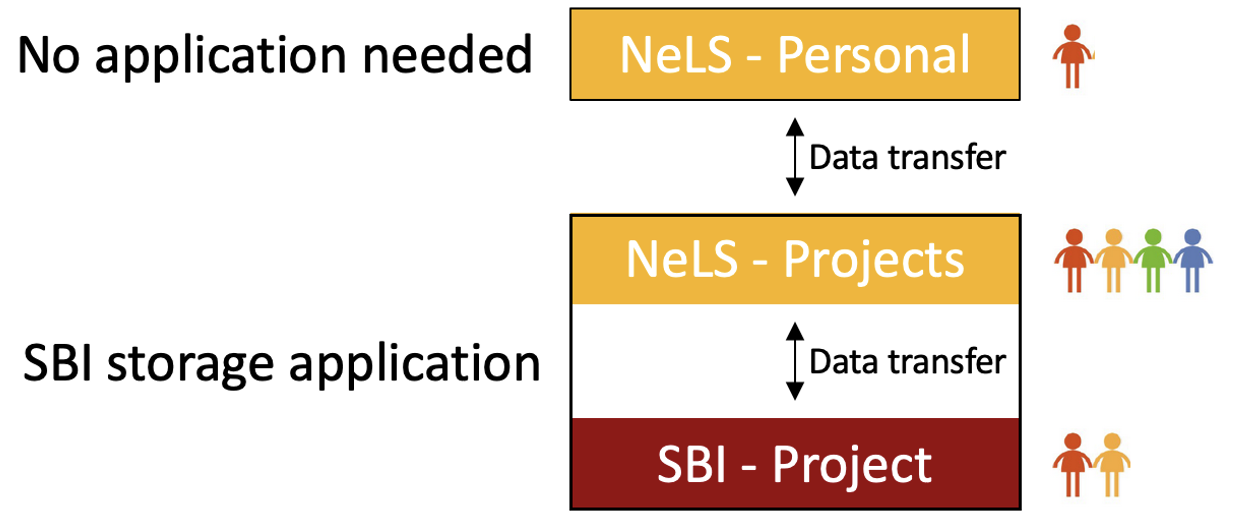 No application needed
NeLS - Personal
Data transfer
NeLS - Projects
SBI storage application
Data transfer
SBI - Project